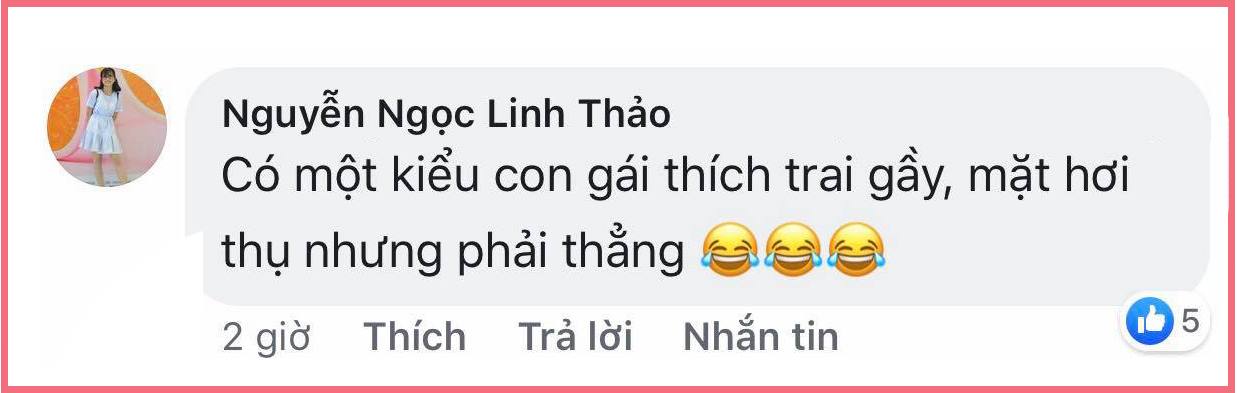 Nguyễn Ngọc Linh Thảo
Có một kiểu con gái thích trai gầy, mặt hơi
thụ nhưng phải thẳng 😂😂😂
2 giờ Thích Trả lời Nhắn tin 5